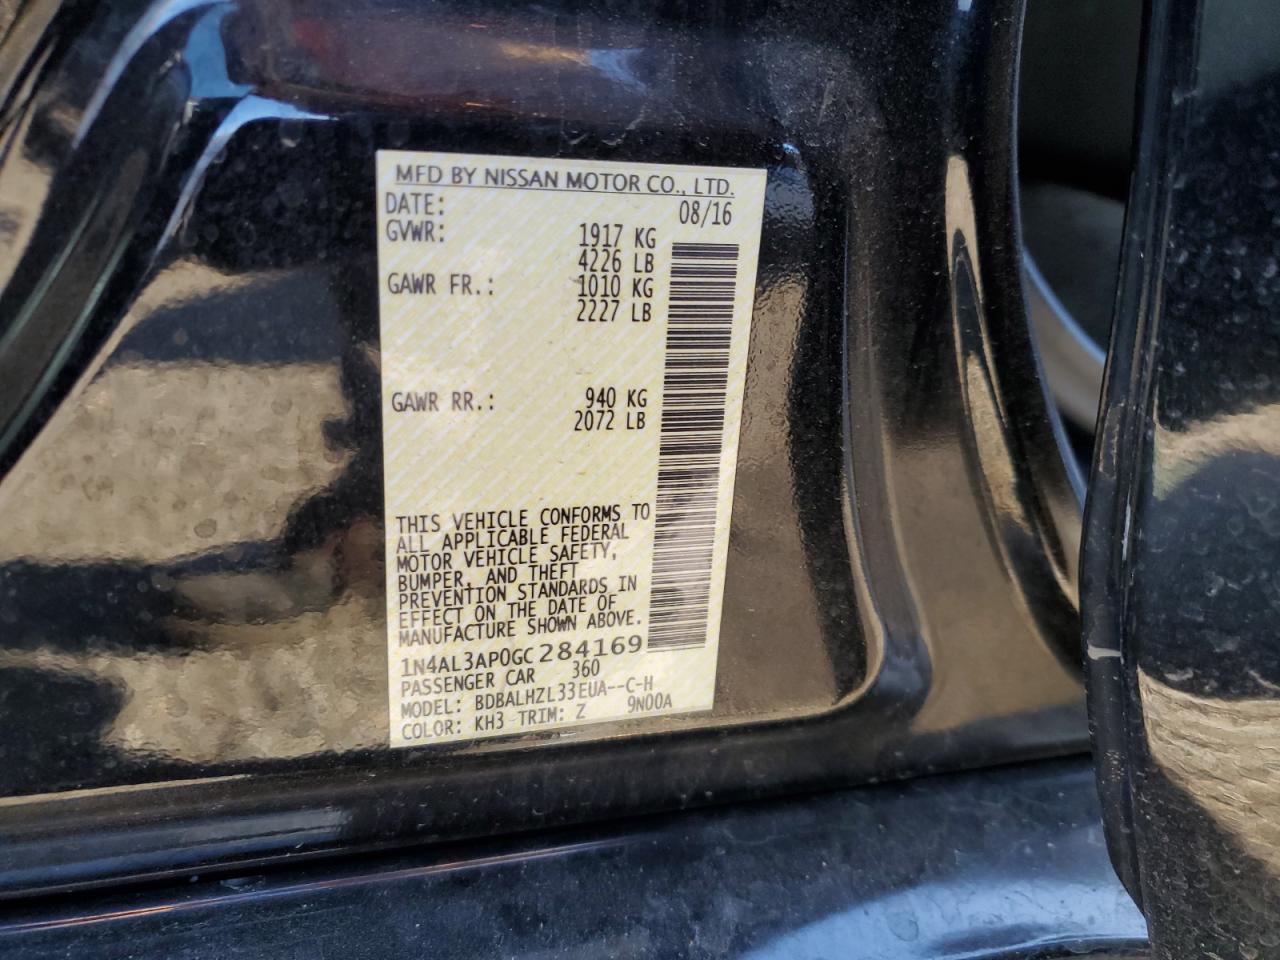 MFD BY NISSAN MOTOR CO., LTD.
DATE: 08/16
GVWR: 1917 KG
4226 LB
GAWR FR.: 1010 KG
2227 LB
GAWR RR.: 940 KG
2072 LB
THIS VEHICLE CONFORMS TO
ALL APPLICABLE FEDERAL
MOTOR VEHICLE SAFETY,
BUMPER, AND THEFT
PREVENTION STANDARDS IN
EFFECT ON THE DATE OF
MANUFACTURE SHOWN ABOVE.
1N4AL3AP0GC284169
PASSENGER CAR 360
MODEL: BDBALHZL33EUA--C-H
COLOR: KH3 TRIM: Z 9N00A